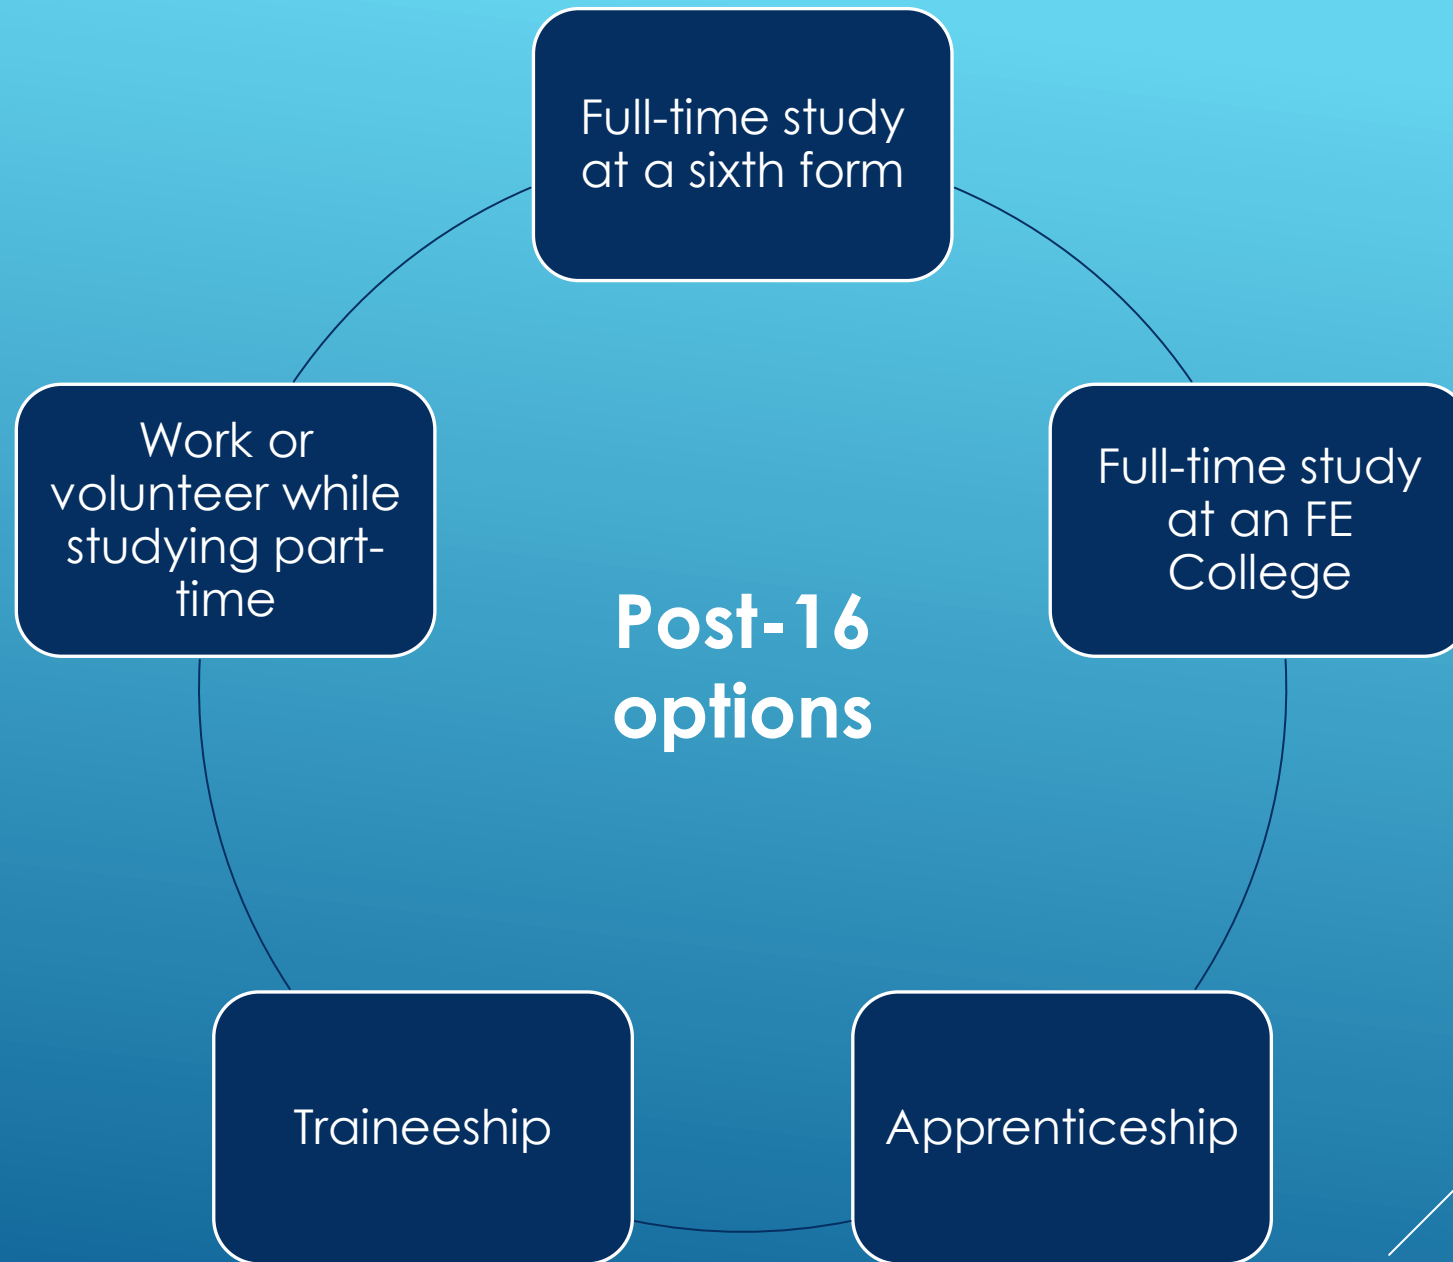 Full-time study
at a sixth form
Full-time study
at an FE
College
Apprenticeship
Traineeship
Work or
volunteer while
studying part-
time
Post-16
options